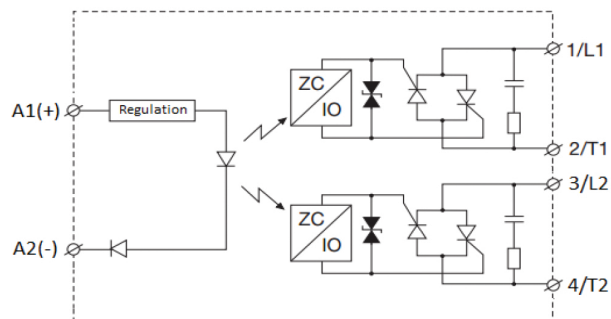 1/L1
A1(+)
Regulation
ZC
IO
2/T1
3/L2
ZC
IO
A2(-)
4/T2